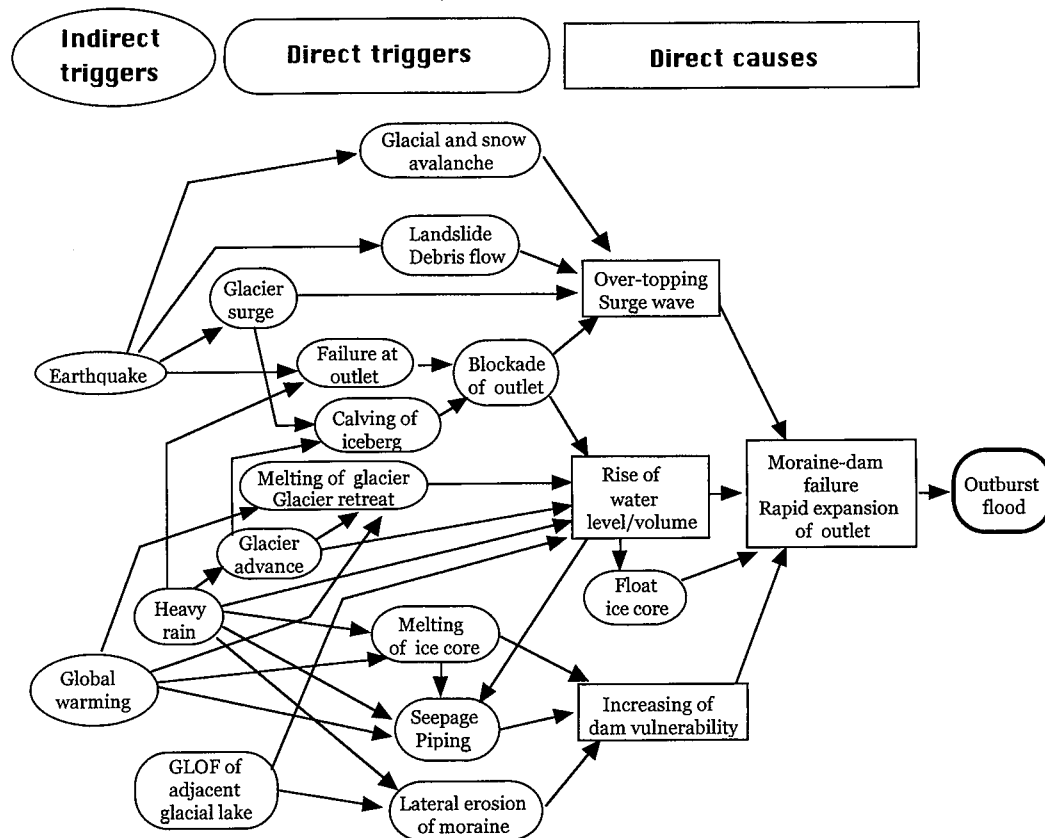 Indirect
triggers
Direct triggers
Direct causes
Glacial and snow
avalanche
Landslide
Debris flow
Over-topping
Surge wave
Glacier
surge
Earthquake
Failure at
outlet
Blockade
of outlet
Calving of
iceberg
Melting of glacier
Glacier retreat
Rise of
water
level/volume
Moraine-dam
failure
Rapid expansion
of outlet
Outburst
flood
Glacier
advance
Float
ice core
Heavy
rain
Melting
of ice core
Global
warming
Seepage
Piping
Increasing of
dam vulnerability
GLOF of
adjacent
glacial lake
Lateral erosion
of moraine